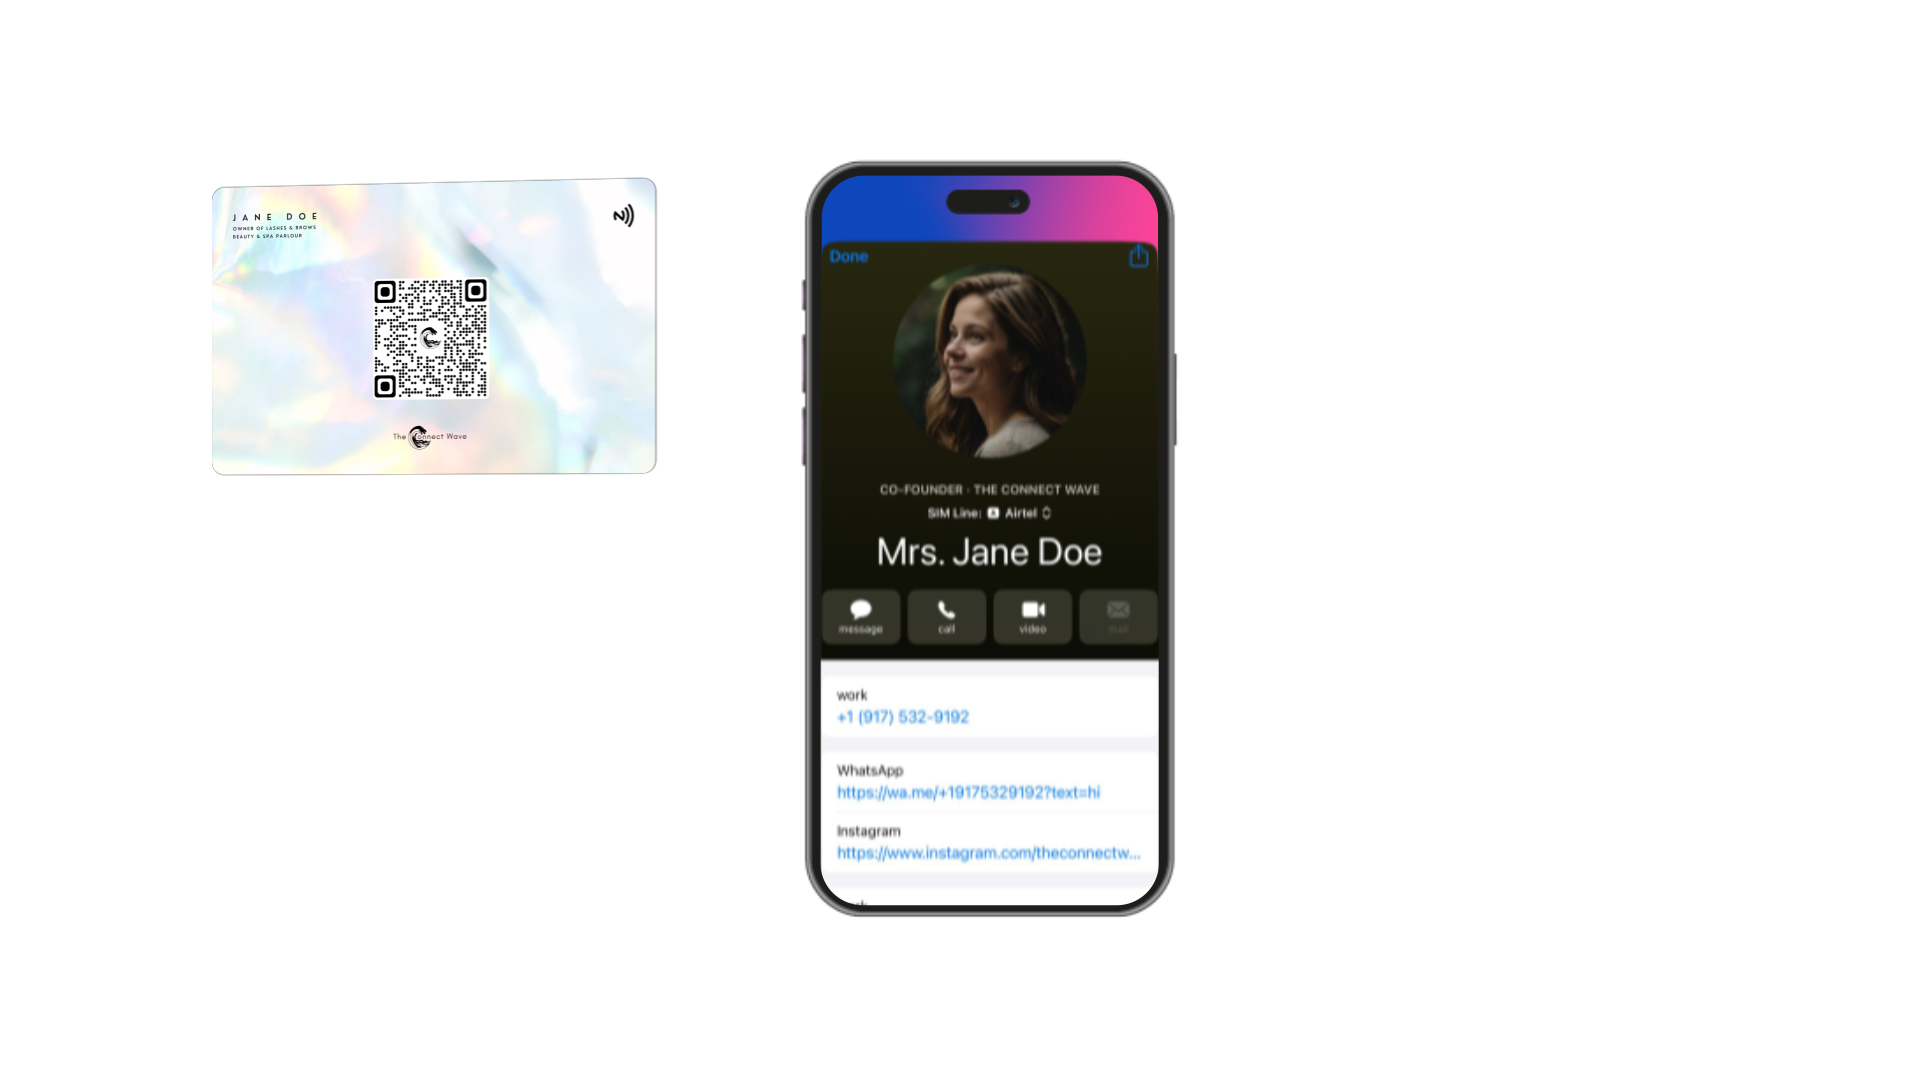 JANE DOE
OWNER OF LASHES & BROWS
BEAUTY & SPA PARLOUR
The Connect Wave
Done
CO-FOUNDER · THE CONNECT WAVE
SIM Line: Airtel
Mrs. Jane Doe
message
call
video
mail
work
+1 (917) 532-9192
WhatsApp
https://wa.me/+19175329192?text=hi
Instagram
https://www.instagram.com/theconnectw...